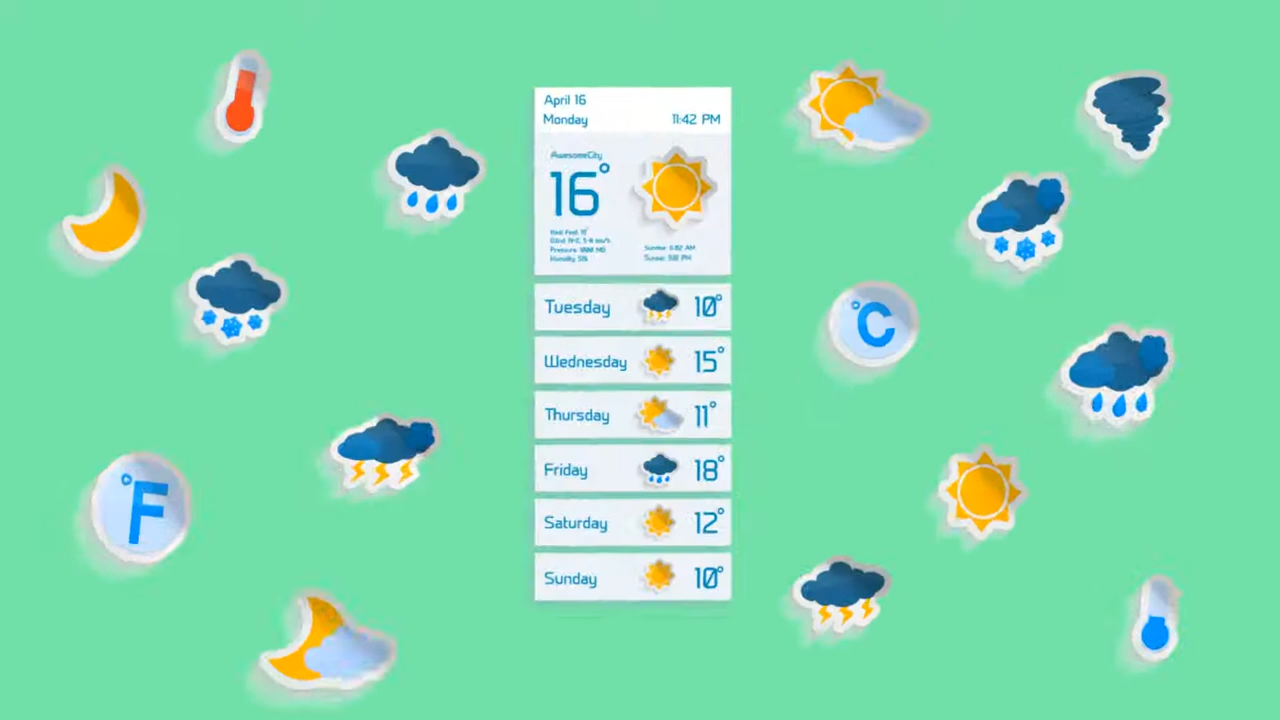 April 16
Monday 11:42 PM
AwesomeCity
16°
Tuesday 10°
Wednesday 15°
Thursday 11°
Friday 18°
Saturday 12°
Sunday 10°
°C
°F